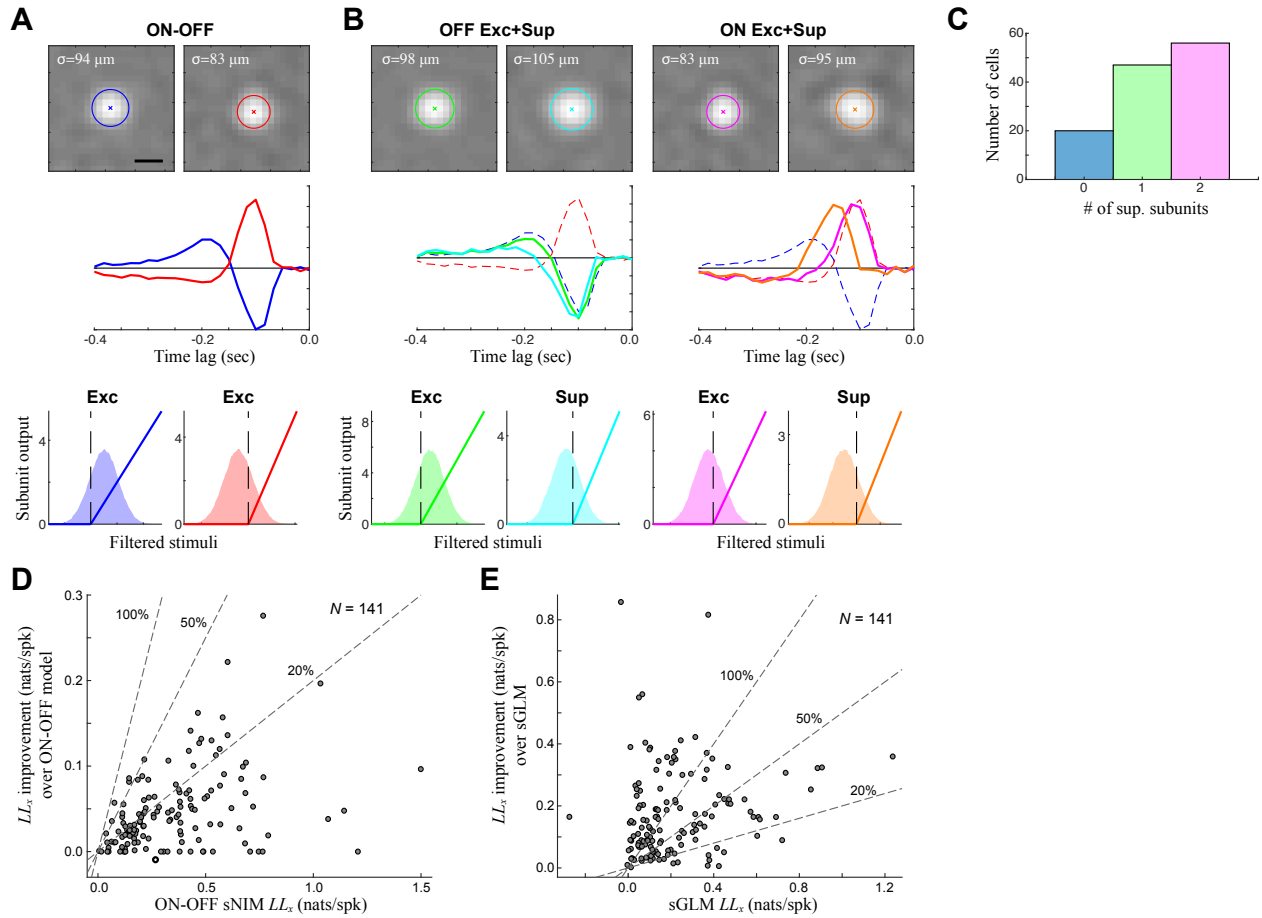 A
ON-OFF
σ=94 μm
σ=83 μm
-0.4
-0.2
0.0
Time lag (sec)
Exc
Exc
Subunit output
4
0
4
0
Filtered stimuli
B
OFF Exc+Sup
ON Exc+Sup
σ=98 μm
σ=105 μm
σ=83 μm
σ=95 μm
-0.4
-0.2
0.0
Time lag (sec)
-0.4
-0.2
0.0
Time lag (sec)
Exc
Sup
Exc
Sup
Subunit output
8
6
4
2
0
4
0
6
0
3
0
Filtered stimuli
Filtered stimuli
C
Number of cells
60
40
20
0
0
1
2
# of sup. subunits
D
LLx improvement (nats/spk)
over ON-OFF model
0.3
0.2
0.1
0.0
100%
50%
20%
N = 141
0.0
0.5
1.0
1.5
ON-OFF sNIM LLx (nats/spk)
E
LLx improvement (nats/spk)
over sGLM
0.8
0.6
0.4
0.2
0.0
100%
50%
20%
N = 141
0.0
0.4
0.8
1.2
sGLM LLx (nats/spk)